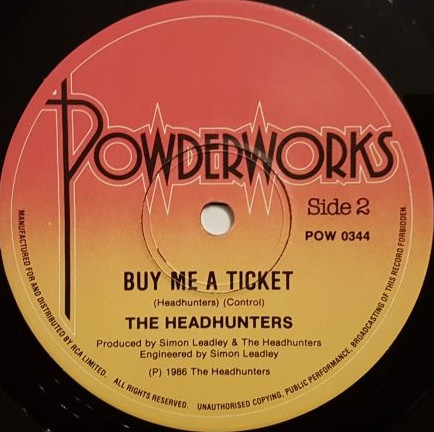 POWDERWORKS
Side 2
POW 0344
BUY ME A TICKET
(Headhunters) (Control)
THE HEADHUNTERS
Produced by Simon Leadley & The Headhunters
Engineered by Simon Leadley
(P) 1986 The Headhunters
MANUFACTURED FOR AND DISTRIBUTED BY RCA LIMITED. ALL RIGHTS RESERVED. UNAUTHORISED COPYING, PUBLIC PERFORMANCE, BROADCASTING OF THIS RECORD FORBIDDEN.